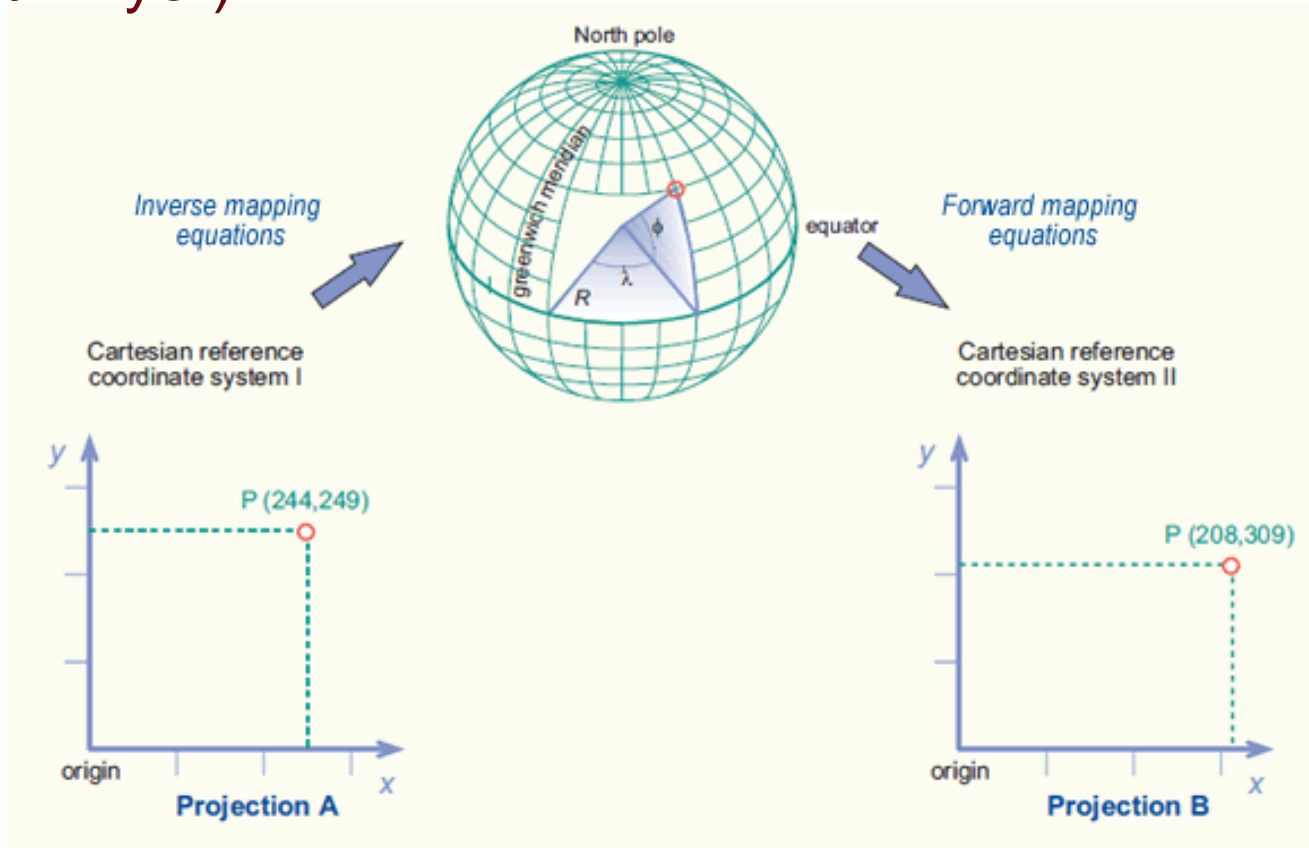 North pole
greenwich meridian
Inverse mapping
equations
Forward mapping
equations
equator
ϕ
λ
R
Cartesian reference
coordinate system I
Cartesian reference
coordinate system II
y
P (244,249)
origin
x
Projection A
y
P (208,309)
origin
x
Projection B